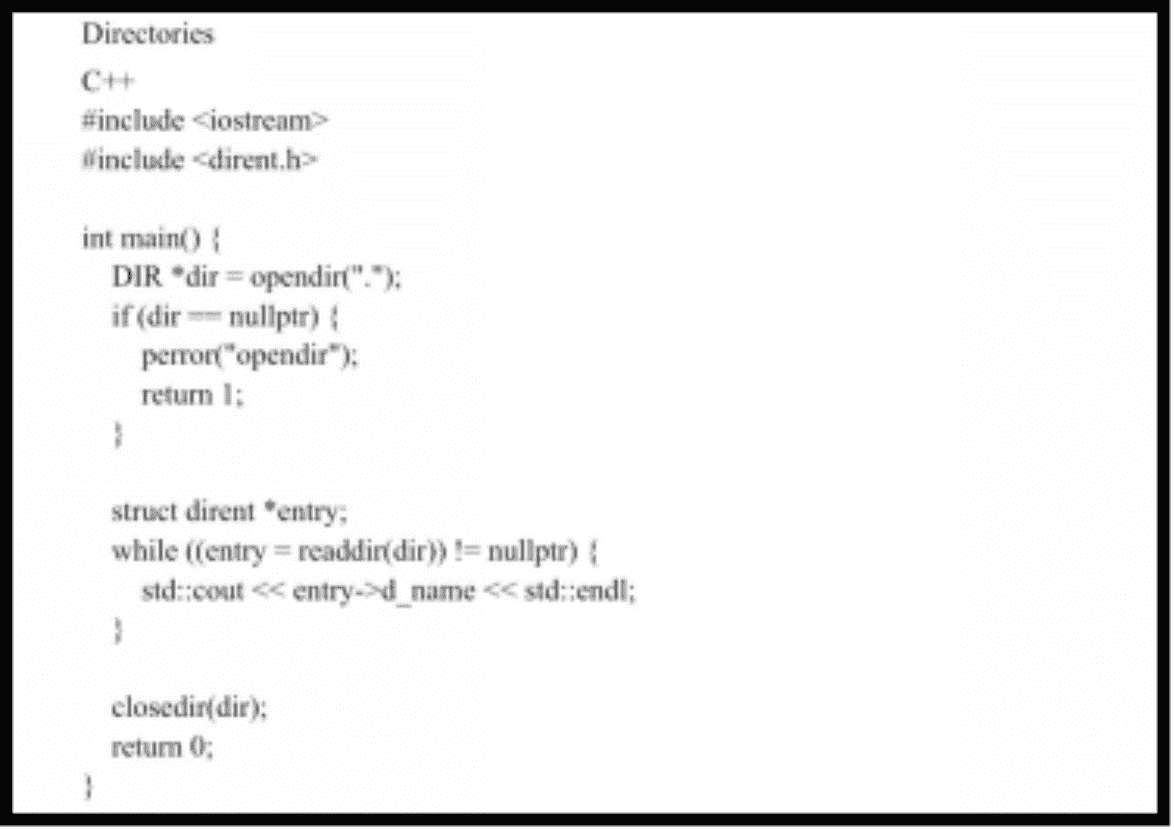 Directories
C++
#include <iostream>
#include <dirent.h>
int main() {
DIR *dir = opendir(".");
if (dir == nullptr) {
perror("opendir");
return 1;
}
struct dirent *entry;
while ((entry = readdir(dir)) != nullptr) {
std::cout << entry->d_name << std::endl;
}
closedir(dir);
return 0;
}